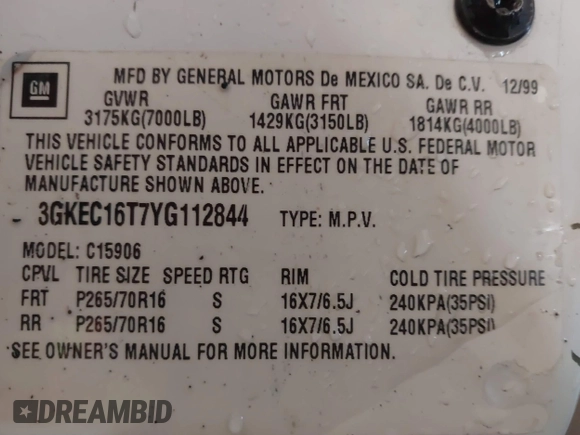 GM
MFD BY GENERAL MOTORS De MEXICO SA. De C.V. 12/99
GVWR GAWR FRT GAWR RR
3175KG(7000LB) 1429KG(3150LB) 1814KG(4000LB)
THIS VEHICLE CONFORMS TO ALL APPLICABLE U.S. FEDERAL MOTOR
VEHICLE SAFETY STANDARDS IN EFFECT ON THE DATE OF
MANUFACTURE SHOWN ABOVE.
3GKEC16T7YG112844 TYPE: M.P.V.
MODEL: C15906
CPVL TIRE SIZE SPEED RTG RIM COLD TIRE PRESSURE
FRT P265/70R16 S 16X7/6.5J 240KPA(35PSI)
RR P265/70R16 S 16X7/6.5J 240KPA(35PSI)
SEE OWNER'S MANUAL FOR MORE INFORMATION.
DREAMBID